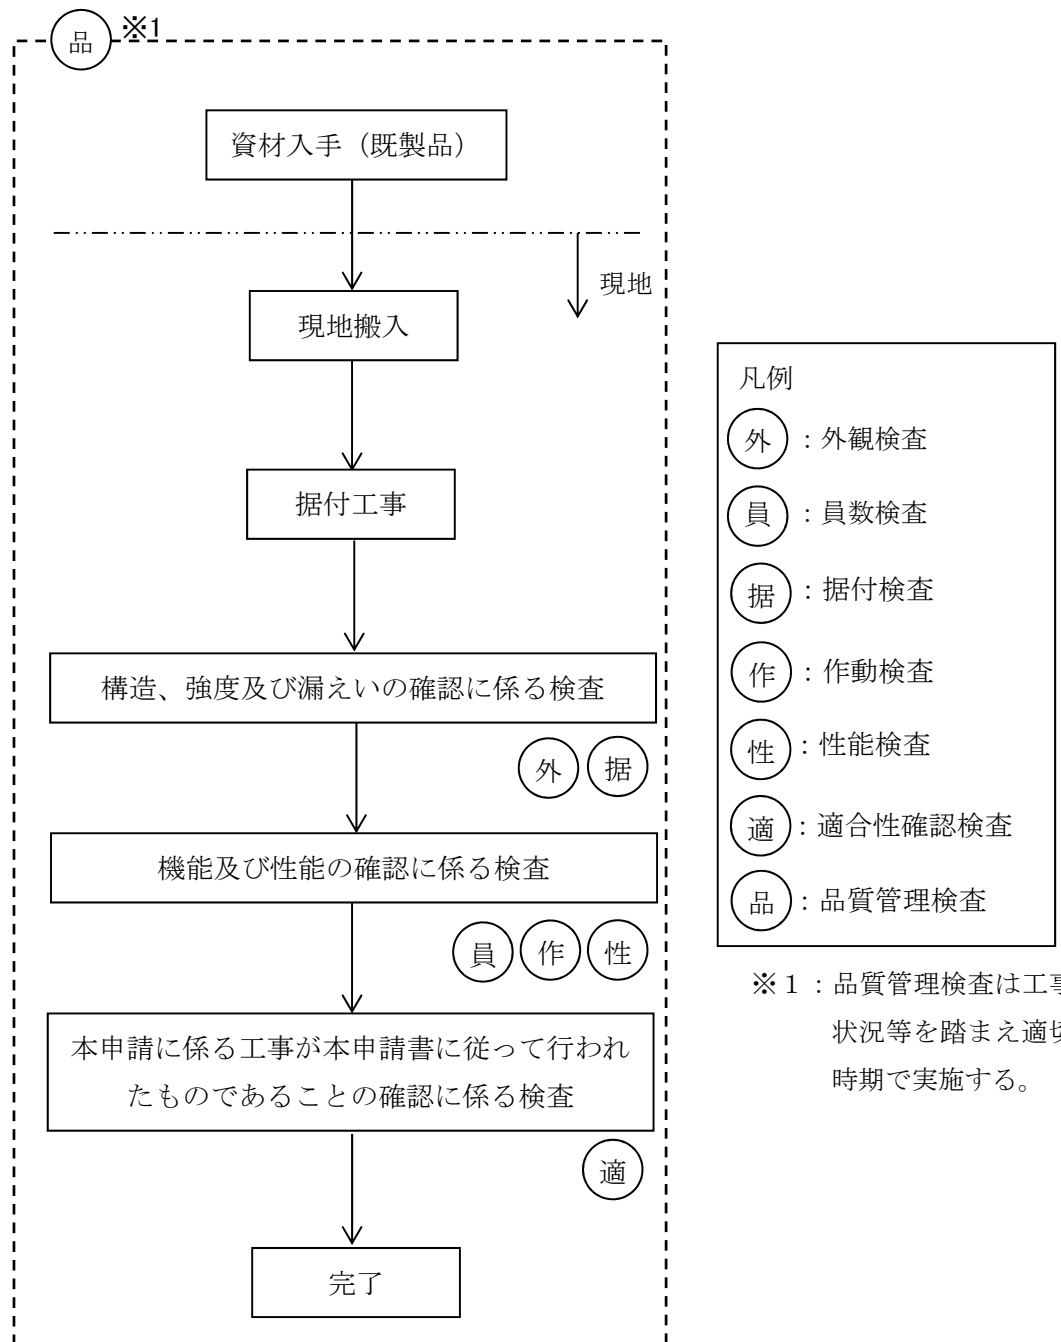 品 ※1
資材入手（既製品）
現地
現地搬入
据付工事
構造、強度及び漏えいの確認に係る検査
外 据
機能及び性能の確認に係る検査
員 作 性
本申請に係る工事が本申請書に従って行われ
たものであることの確認に係る検査
適
完了
凡例
外：外観検査
員：員数検査
据：据付検査
作：作動検査
性：性能検査
適：適合性確認検査
品：品質管理検査
※１：品質管理検査は工事
状況等を踏まえ適切
時期で実施する。